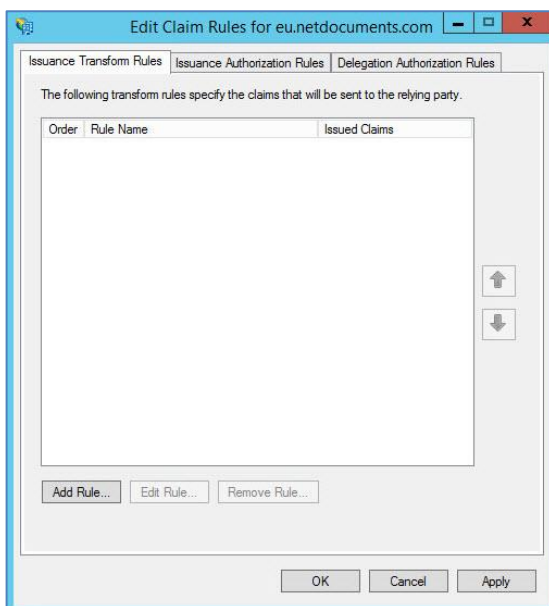 Edit Claim Rules for eu.netdocuments.com
Issuance Transform Rules Issuance Authorization Rules Delegation Authorization Rules
The following transform rules specify the claims that will be sent to the relying party.
Order Rule Name Issued Claims
Add Rule... Edit Rule... Remove Rule...
OK Cancel Apply